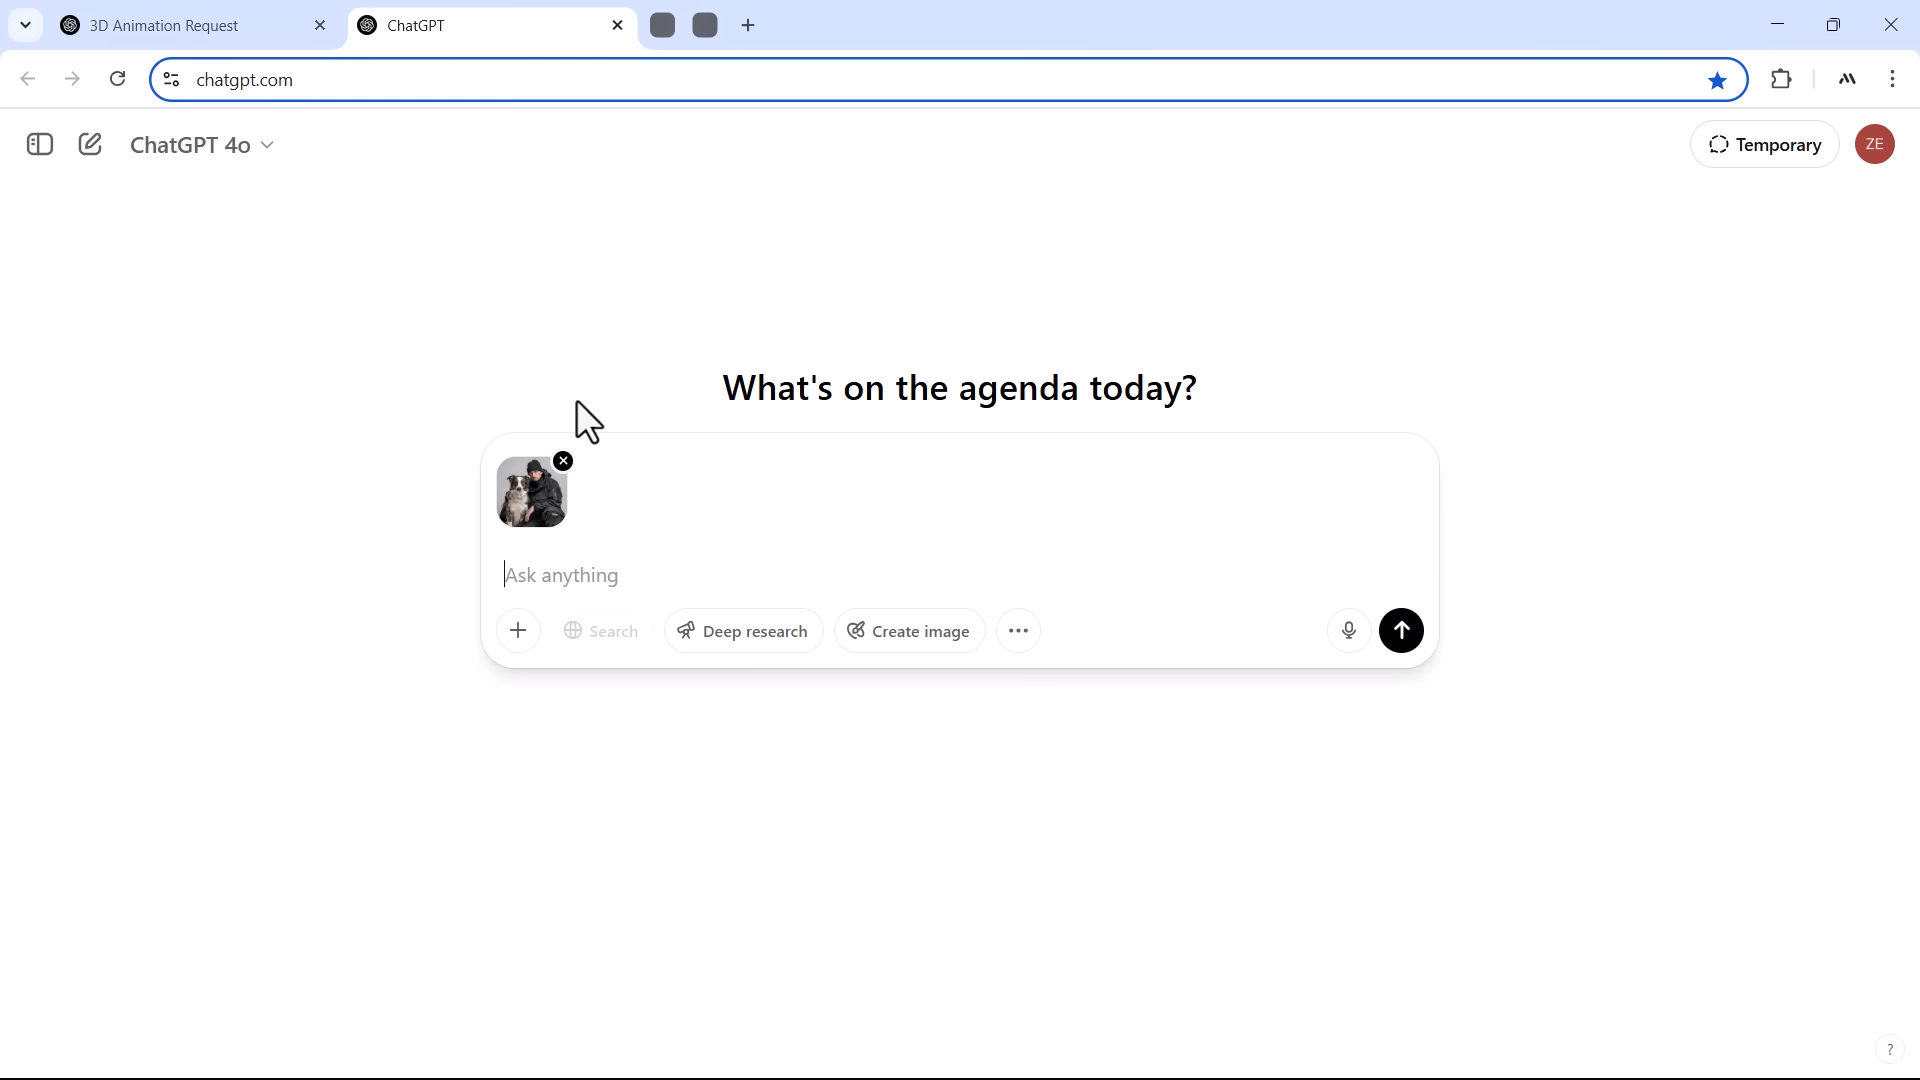 3D Animation Request
ChatGPT
chatgpt.com
ChatGPT 4o
Temporary
ZE
What's on the agenda today?
Ask anything
Search
Deep research
Create image
?